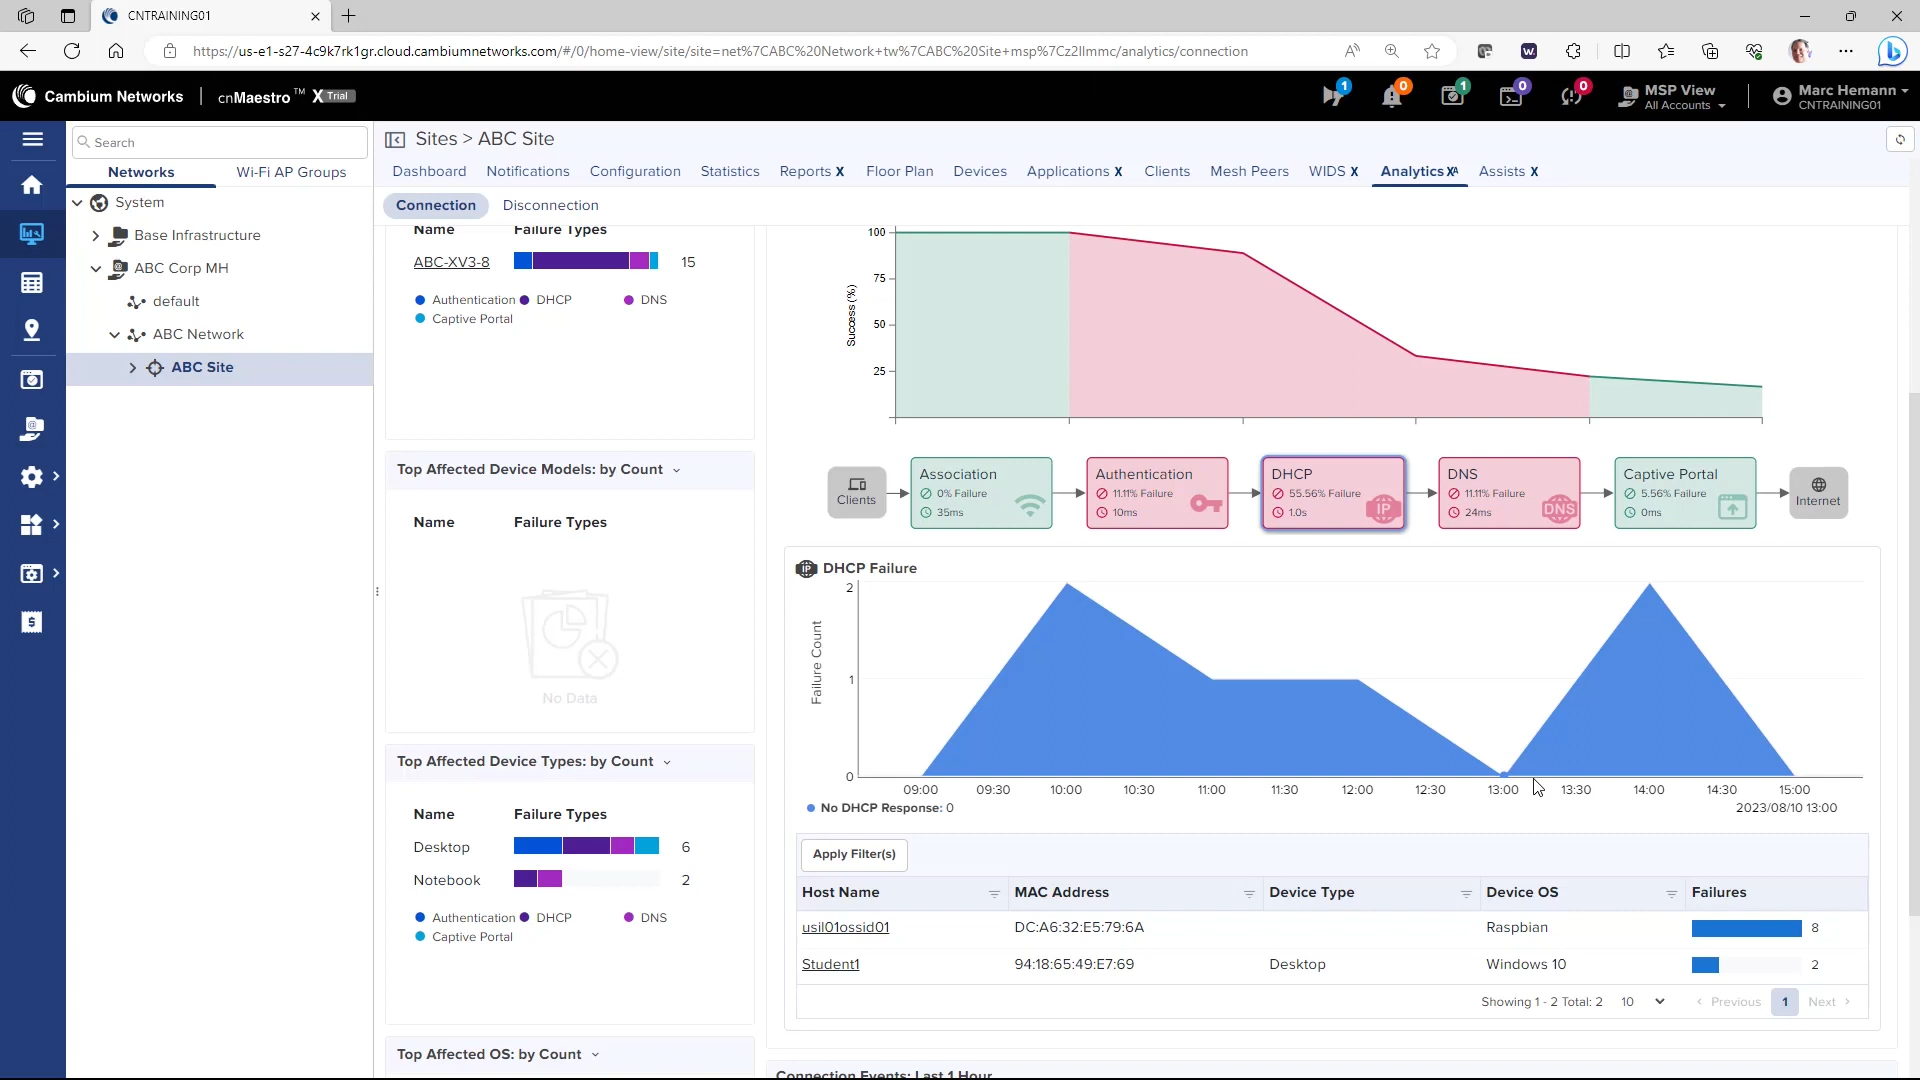 CNTRAINING01
https://us-e1-s27-4c9k7rk1gr.cloud.cambiumnetworks.com/#/0/home-view/site/site=net%7CABC%20Network+tw%7CABC%20Site+msp%7Cz2llmmc/analytics/connection
Cambium Networks | cnMaestro™ X Trial
1 0 1 0 0
MSP View
All Accounts
Marc Hemann
CNTRAINING01
Search
Networks Wi-Fi AP Groups
System
Base Infrastructure
ABC Corp MH
default
ABC Network
ABC Site
Sites > ABC Site
Dashboard Notifications Configuration Statistics Reports X Floor Plan Devices Applications X Clients Mesh Peers WIDS X Analytics XA Assists X
Connection Disconnection
Name Failure Types
ABC-XV3-8 15
Authentication DHCP DNS
Captive Portal
Top Affected Device Models: by Count
Name Failure Types
No Data
Top Affected Device Types: by Count
Name Failure Types
Desktop 6
Notebook 2
Authentication DHCP DNS
Captive Portal
Top Affected OS: by Count
100
75
50
25
Success (%)
Clients
Association
0% Failure
35ms
Authentication
11.11% Failure
10ms
DHCP
55.56% Failure
1.0s
IP
DNS
11.11% Failure
24ms
DNS
Captive Portal
5.56% Failure
0ms
Internet
IP DHCP Failure
2
1
0
Failure Count
09:00 09:30 10:00 10:30 11:00 11:30 12:00 12:30 13:00 13:30 14:00 14:30 15:00
No DHCP Response: 0 2023/08/10 13:00
Apply Filter(s)
Host Name MAC Address Device Type Device OS Failures
usil01ossid01 DC:A6:32:E5:79:6A Raspbian 8
Student1 94:18:65:49:E7:69 Desktop Windows 10 2
Showing 1 - 2 Total: 2 10 < Previous 1 Next >
Connection Events: Last 1 Hour